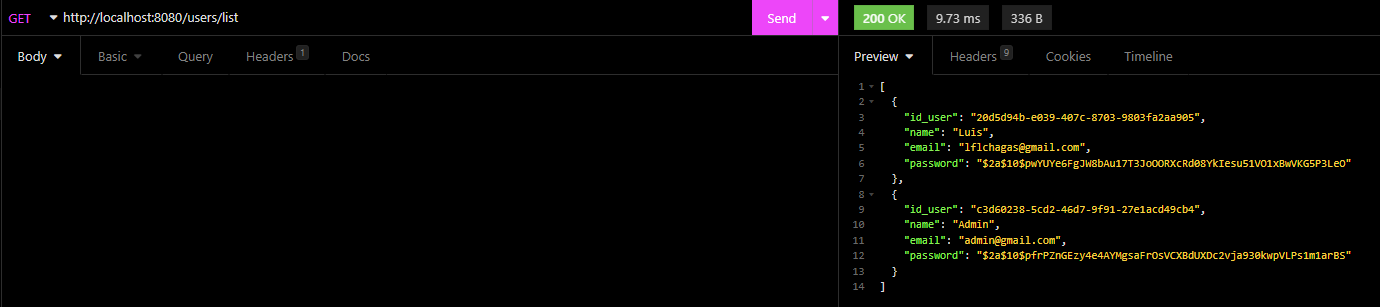 GET http://localhost:8080/users/list Send 200 OK 9.73 ms 336 B
Body Basic Query Headers 1 Docs Preview Headers 9 Cookies Timeline
1 [
2 {
3 "id_user": "20d5d94b-e039-407c-8703-9803fa2aa905",
4 "name": "Luis",
5 "email": "lflchagas@gmail.com",
6 "password": "$2a$10$pwYUYe6FgJW8bAu17T3JoOORXcRd08YkIesu51VO1xBwVKG5P3LeO"
7 },
8 {
9 "id_user": "c3d60238-5cd2-46d7-9f91-27e1acd49cb4",
10 "name": "Admin",
11 "email": "admin@gmail.com",
12 "password": "$2a$10$pfrPZnGEzy4e4AYMgsaFrOsVCXBdUXDc2vja930kwpVLPs1m1arBS"
13 }
14 ]